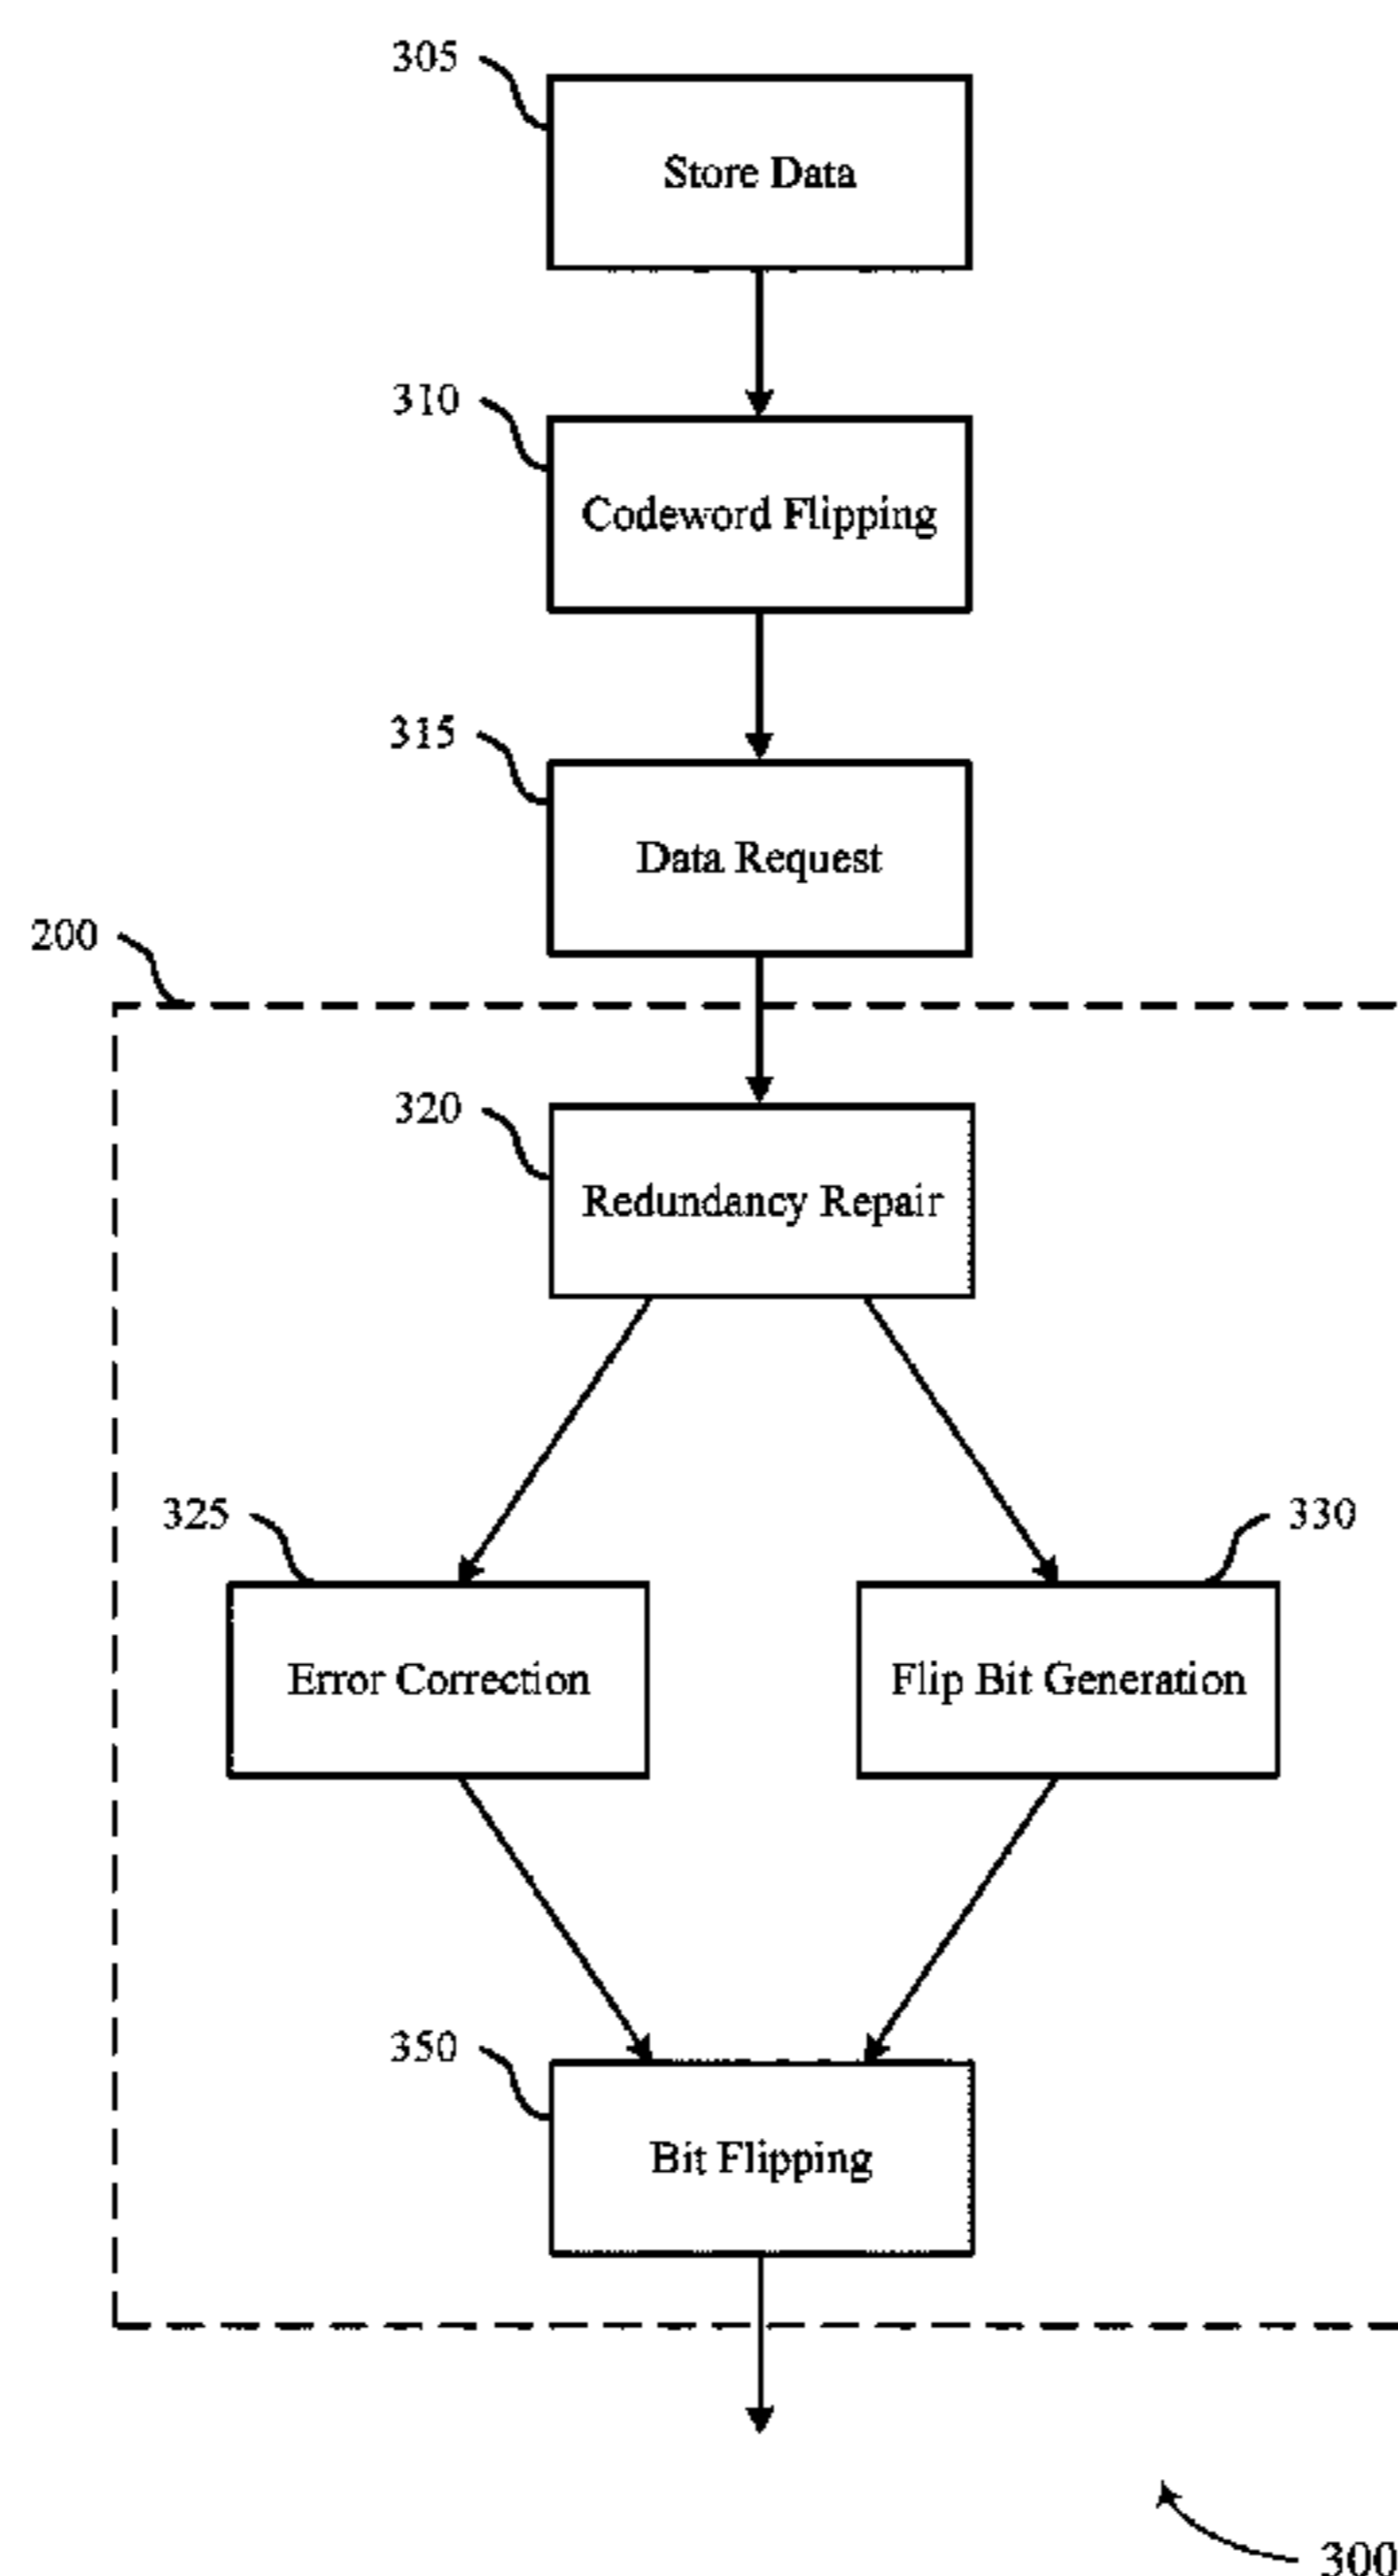 305
Store Data
310
Codeword Flipping
315
Data Request
200
320
Redundancy Repair
325
330
Error Correction
Flip Bit Generation
350
Bit Flipping
300